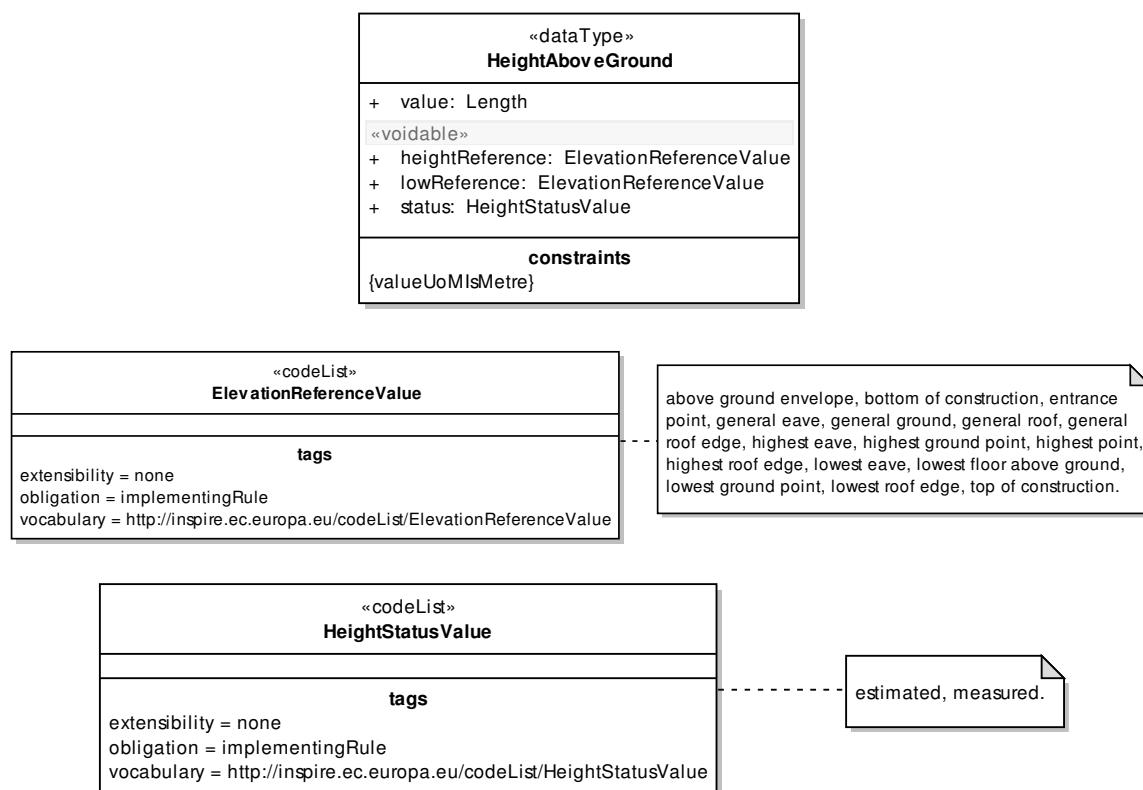 «dataType»
HeightAboveGround
+ value: Length
«voidable»
+ heightReference: ElevationReferenceValue
+ lowReference: ElevationReferenceValue
+ status: HeightStatusValue
constraints
{valueUoMIsMetre}
«codeList»
ElevationReferenceValue
tags
extensibility = none
obligation = implementingRule
vocabulary = http://inspire.ec.europa.eu/codeList/ElevationReferenceValue
above ground envelope, bottom of construction, entrance
point, general eave, general ground, general roof, general
roof edge, highest eave, highest ground point, highest point,
highest roof edge, lowest eave, lowest floor above ground,
lowest ground point, lowest roof edge, top of construction.
«codeList»
HeightStatusValue
tags
extensibility = none
obligation = implementingRule
vocabulary = http://inspire.ec.europa.eu/codeList/HeightStatusValue
estimated, measured.